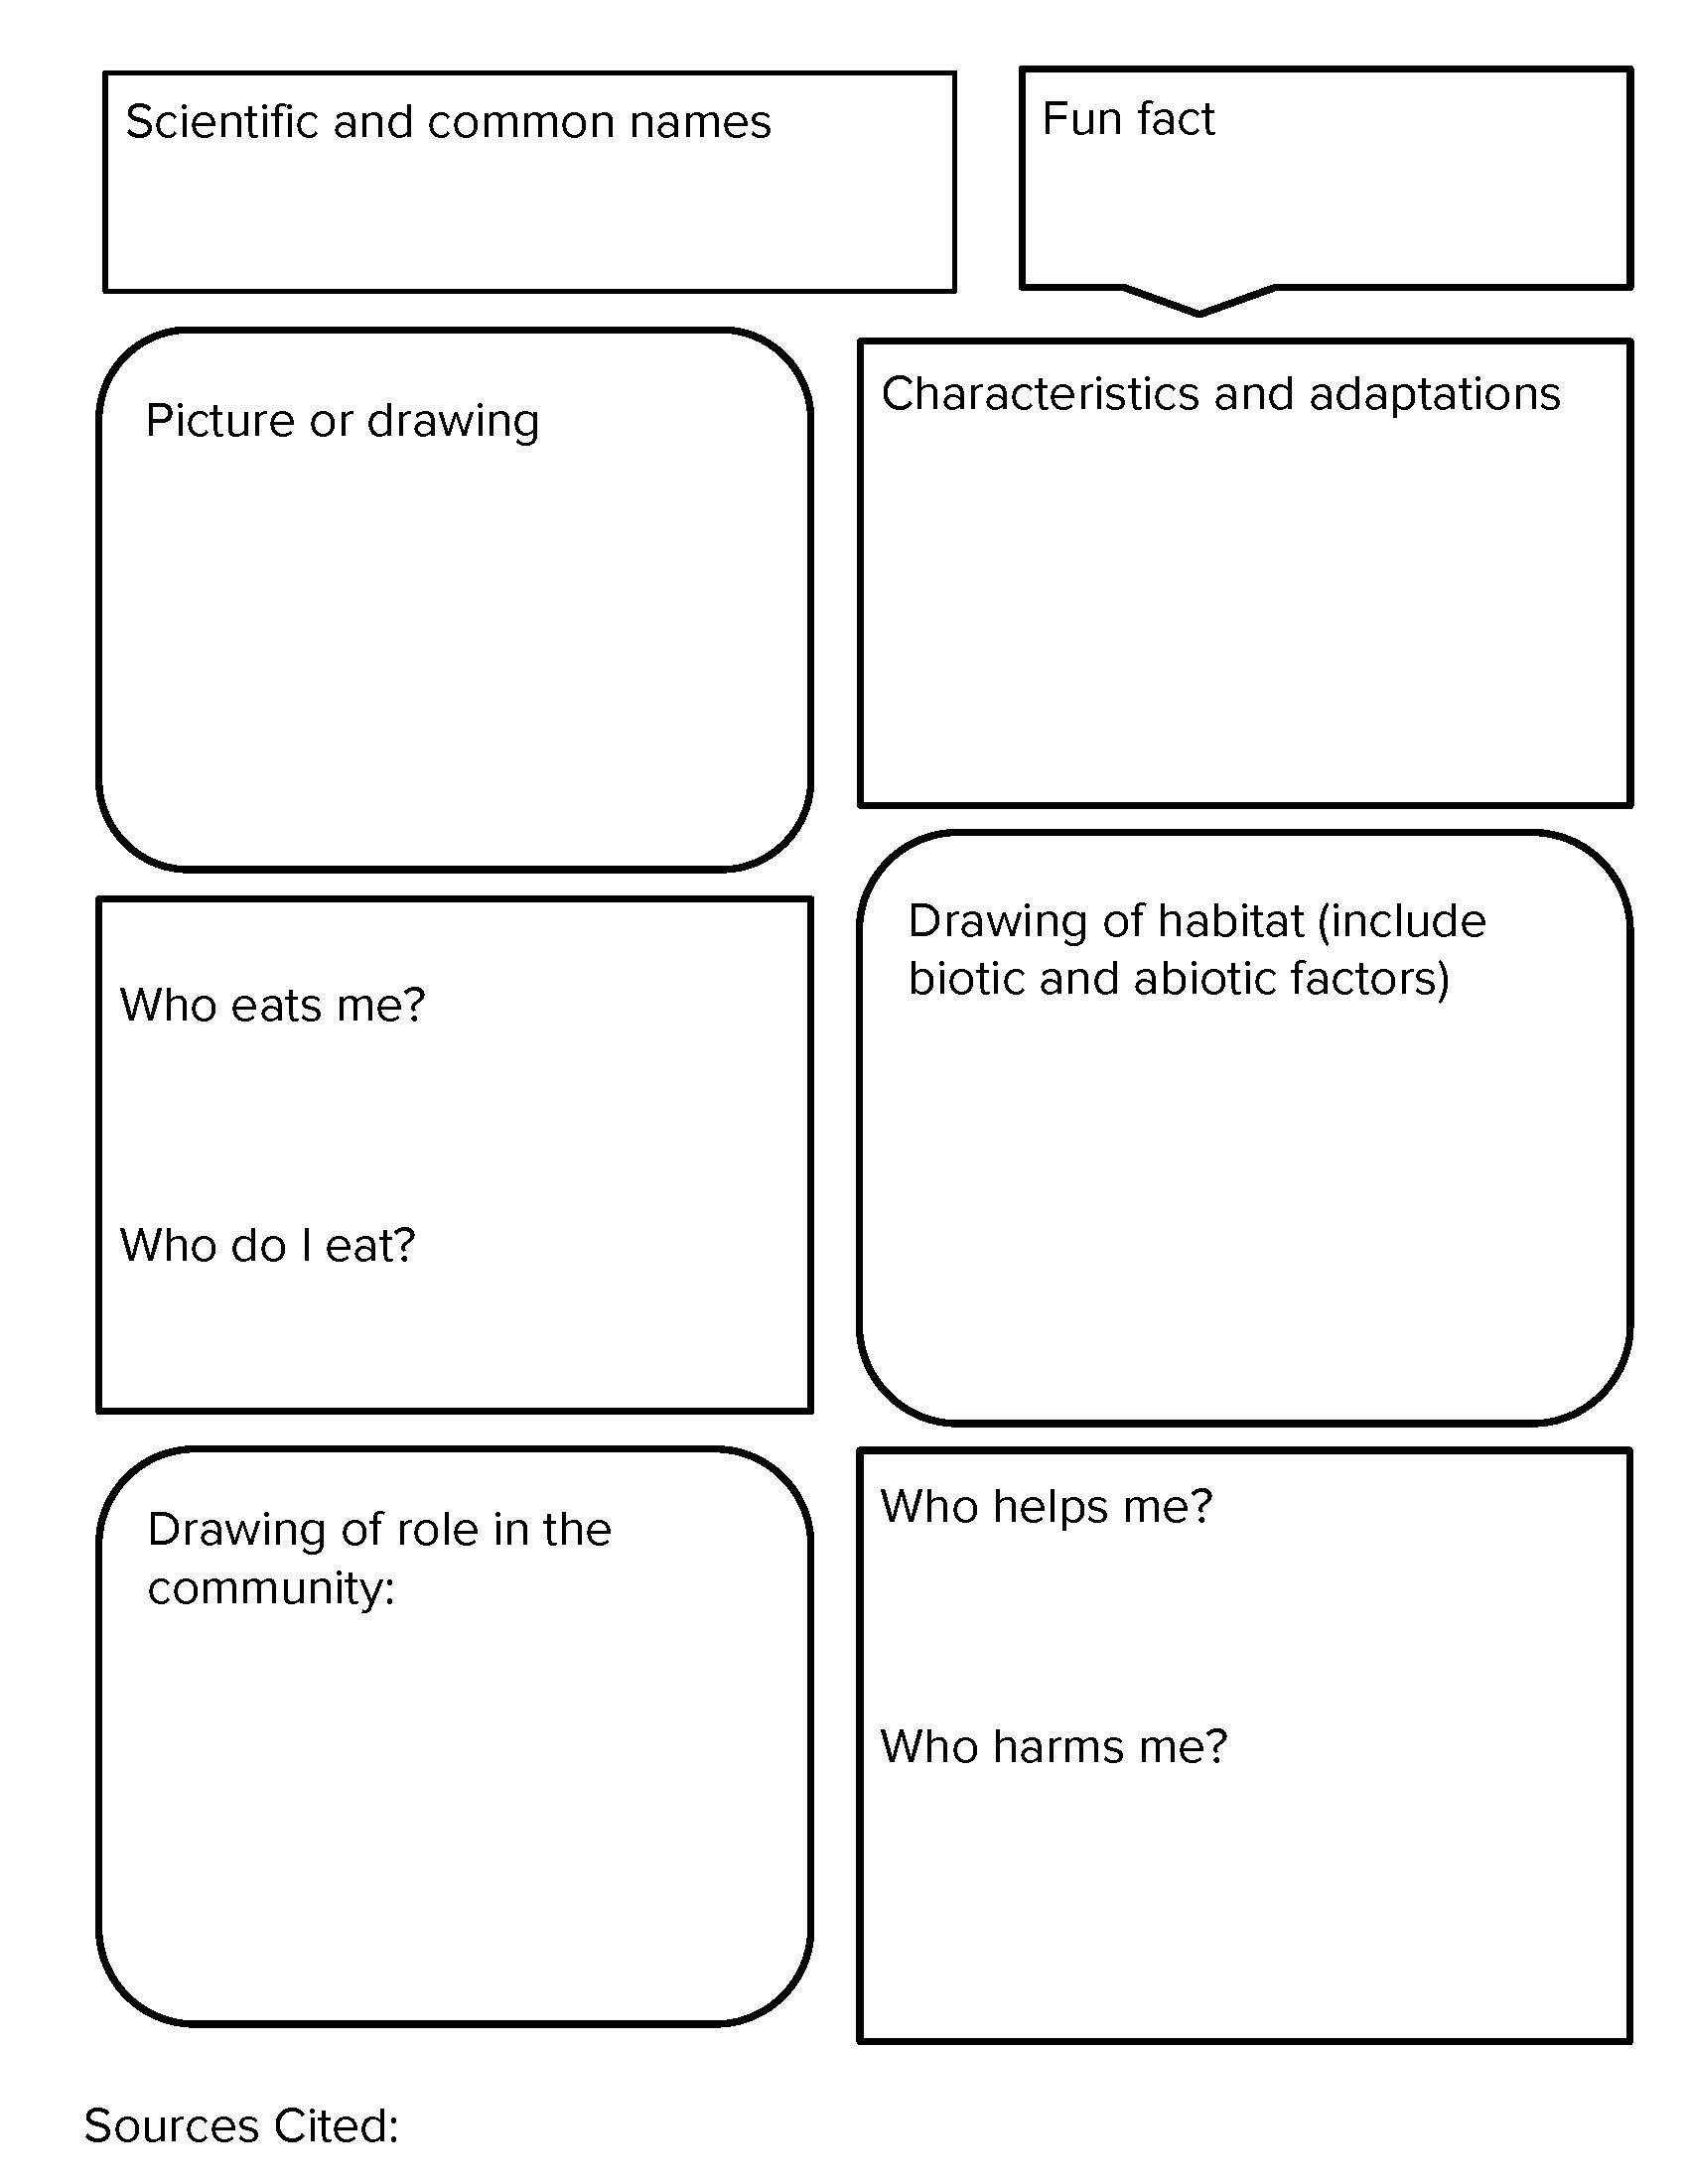 Scientific and common names
Fun fact
Picture or drawing
Characteristics and adaptations
Who eats me?
Who do I eat?
Drawing of habitat (include
biotic and abiotic factors)
Drawing of role in the
community:
Who helps me?
Who harms me?
Sources Cited: